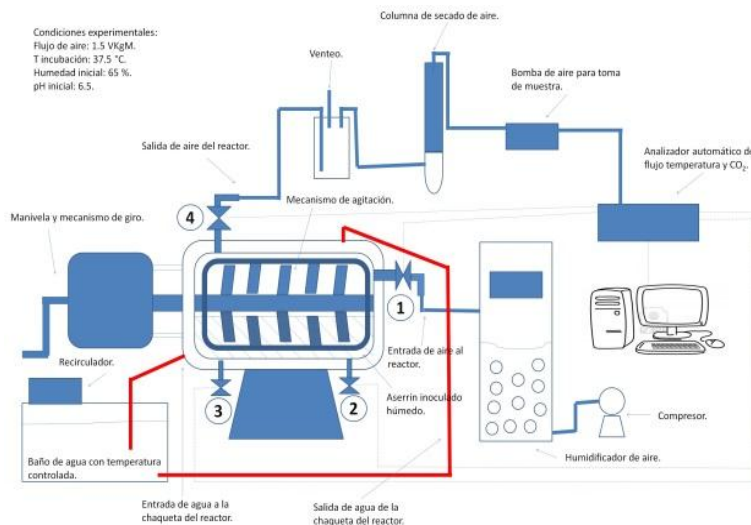 Condiciones experimentales:
Flujo de aire: 1.5 VKgM.
T incubación: 37.5 °C.
Humedad inicial: 65 %.
pH inicial: 6.5.
Columna de secado de aire.
Venteo.
Bomba de aire para toma
de muestra.
Salida de aire del reactor.
Analizador automático de
flujo temperatura y CO₂.
Mecanismo de agitación.
Manivela y mecanismo de giro.
4
1
Entrada de aire al
reactor.
Recirculador.
3
2
Aserrín inoculado
húmedo.
Compresor.
Baño de agua con temperatura
controlada.
Humidificador de aire.
Entrada de agua a la
chaqueta del reactor.
Salida de agua de la
chaqueta del reactor.